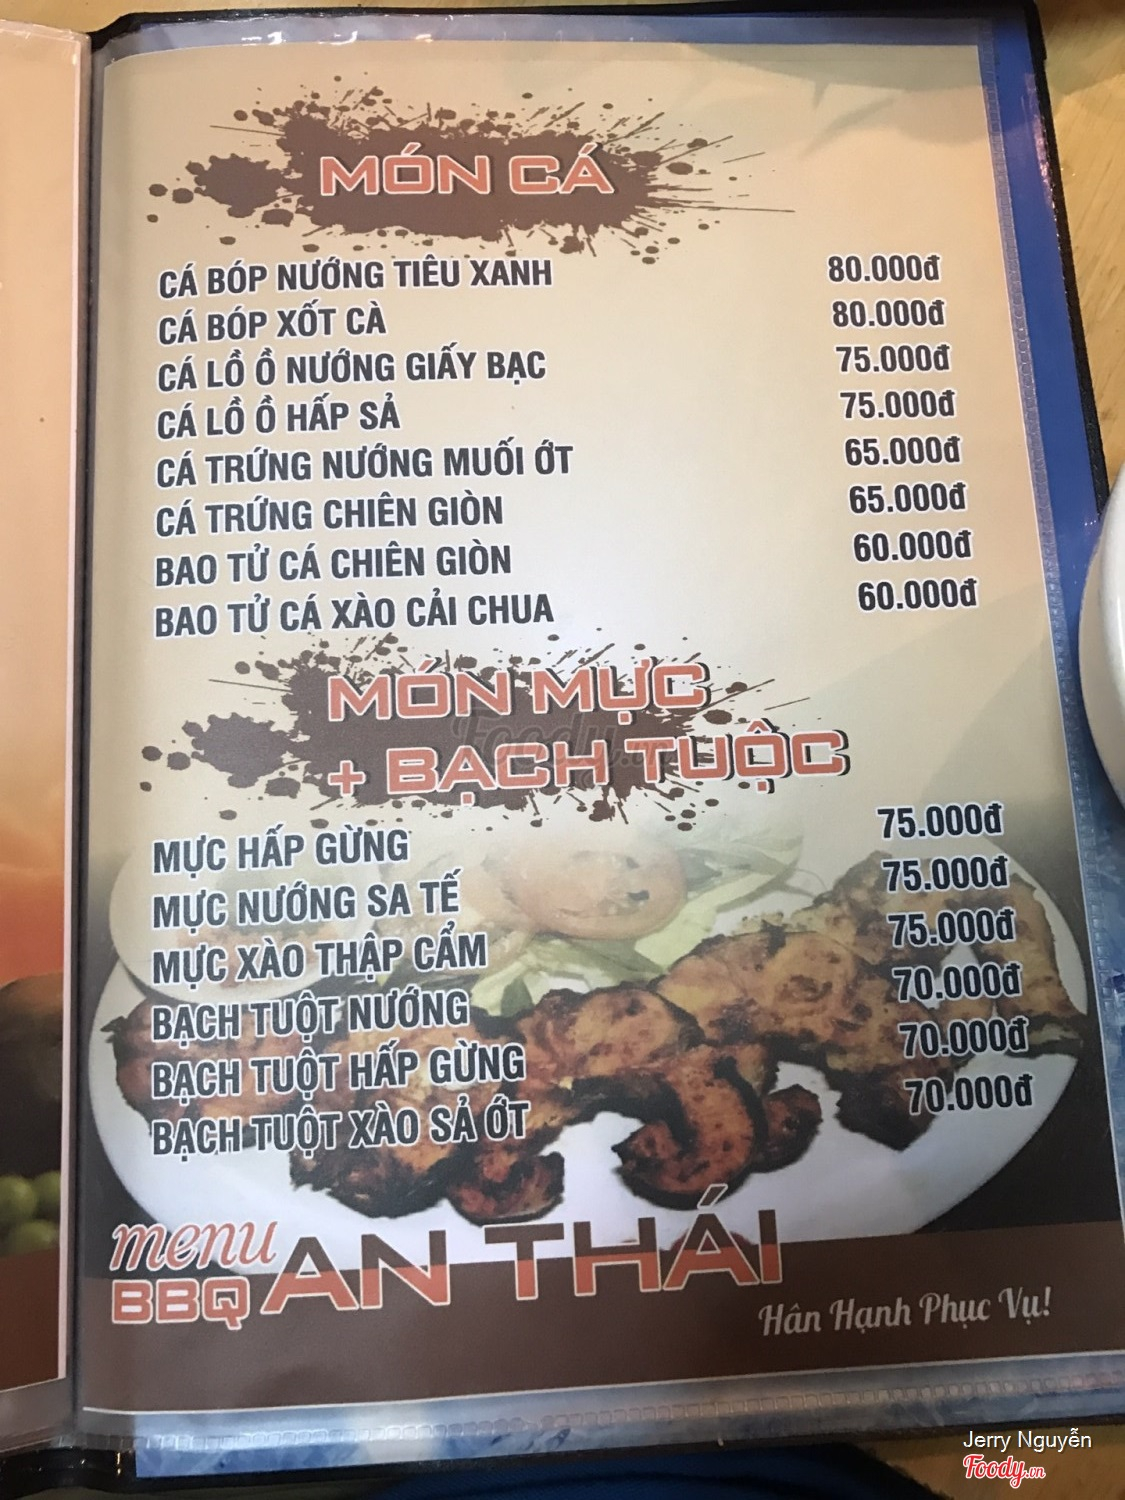 MÓN CÁ
CÁ BÓP NƯỚNG TIÊU XANH 80.000đ
CÁ BÓP XỐT CÀ 80.000đ
CÁ LỒ Ồ NƯỚNG GIẤY BẠC 75.000đ
CÁ LỒ Ồ HẤP SẢ 75.000đ
CÁ TRỨNG NƯỚNG MUỐI ỚT 65.000đ
CÁ TRỨNG CHIÊN GIÒN 65.000đ
BAO TỬ CÁ CHIÊN GIÒN 60.000đ
BAO TỬ CÁ XÀO CẢI CHUA 60.000đ
MÓN MỰC
+ BẠCH TUỘC
Foody.vn
MỰC HẤP GỪNG 75.000đ
MỰC NƯỚNG SA TẾ 75.000đ
MỰC XÀO THẬP CẨM 75.000đ
BẠCH TUỘT NƯỚNG 70.000đ
BẠCH TUỘT HẤP GỪNG 70.000đ
BẠCH TUỘT XÀO SẢ ỚT 70.000đ
menu
BBQ AN THÁI
Hân Hạnh Phục Vụ!
Jerry Nguyễn
Foody.vn